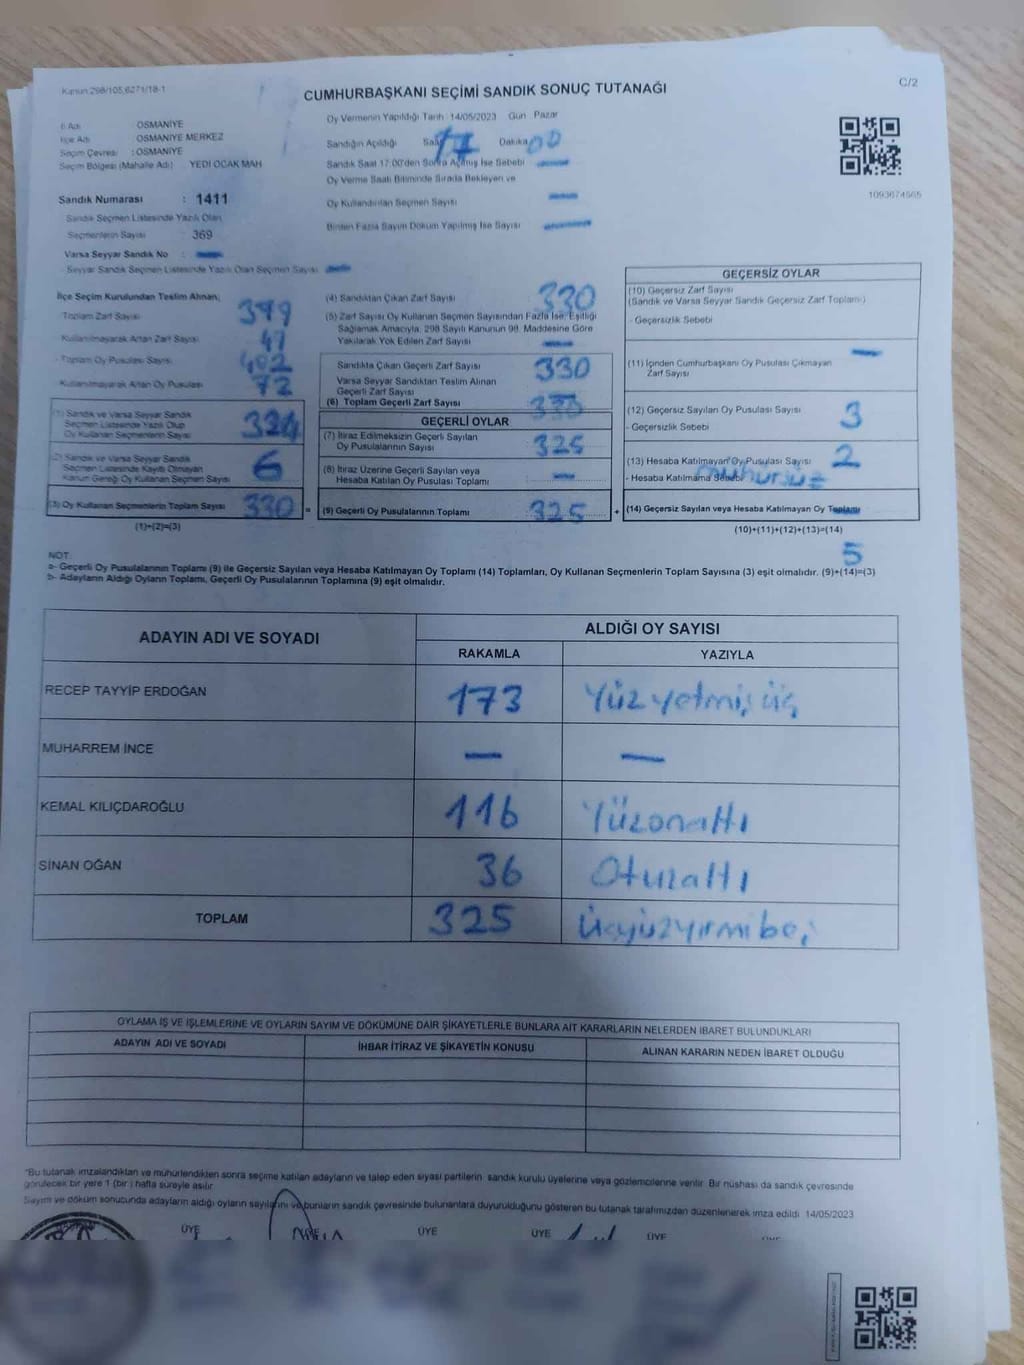 Kanun 298/105,6271/18-1
C/2
CUMHURBAŞKANI SEÇİMİ SANDIK SONUÇ TUTANAĞI
İl Adı OSMANİYE
İlçe Adı OSMANİYE MERKEZ
Seçim Çevresi : OSMANİYE
Seçim Bölgesi (Mahalle Adı) YEDİ OCAK MAH
Sandık Numarası : 1411
Sandık Seçmen Listesinde Yazılı Olan
Seçmenlerin Sayısı : 369
Varsa Seyyar Sandık No : —
- Seyyar Sandık Seçmen Listesinde Yazılı Olan Seçmen Sayısı —
Oy Vermenin Yapıldığı Tarih 14/05/2023 Gün Pazar
Sandığın Açıldığı Saat 17 Dakika 00
Sandık Saat 17:00'den Sonra Açılmış İse Sebebi —
Oy Verme Saati Bitiminde Sırada Bekleyen ve
Oy Kullandırılan Seçmen Sayısı —
Birden Fazla Sayım Döküm Yapılmış İse Sayısı —
1093674565
İlçe Seçim Kurulundan Teslim Alınan;
Toplam Zarf Sayısı
Kullanılmayarak Artan Zarf Sayısı
- Toplam Oy Pusulası Sayısı 402
Kullanılmayarak Artan Oy Pusulası 72
(1) Sandık ve Varsa Seyyar Sandık
Seçmen Listesinde Yazılı Olup
Oy Kullanan Seçmenlerin Sayısı 324
(2) Sandık ve Varsa Seyyar Sandık
Seçmen Listesinde Kayıtlı Olmayan
Kanun Gereği Oy Kullanan Seçmen Sayısı 6
(3) Oy Kullanan Seçmenlerin Toplam Sayısı 330 =
(1)+(2)=(3)
(4) Sandıktan Çıkan Zarf Sayısı 330
(5) Zarf Sayısı Oy Kullanan Seçmen Sayısından Fazla İse, Eşitliği
Sağlamak Amacıyla, 298 Sayılı Kanunun 98. Maddesine Göre
Yakılarak Yok Edilen Zarf Sayısı —
Sandıkta Çıkan Geçerli Zarf Sayısı 330
Varsa Seyyar Sandıktan Teslim Alınan
Geçerli Zarf Sayısı —
(6) Toplam Geçerli Zarf Sayısı 330
GEÇERLİ OYLAR
(7) İtiraz Edilmeksizin Geçerli Sayılan
Oy Pusulalarının Sayısı 325
(8) İtiraz Üzerine Geçerli Sayılan veya
Hesaba Katılan Oy Pusulası Toplamı —
(9) Geçerli Oy Pusulalarının Toplamı 325 +
GEÇERSİZ OYLAR
(10) Geçersiz Zarf Sayısı
(Sandık ve Varsa Seyyar Sandık Geçersiz Zarf Toplamı)
- Geçersizlik Sebebi
(11) İçinden Cumhurbaşkanı Oy Pusulası Çıkmayan
Zarf Sayısı —
(12) Geçersiz Sayılan Oy Pusulası Sayısı 3
- Geçersizlik Sebebi
(13) Hesaba Katılmayan Oy Pusulası Sayısı 2
- Hesaba Katılmama Sebebi mühürsüz
(14) Geçersiz Sayılan veya Hesaba Katılmayan Oy Toplamı
(10)+(11)+(12)+(13)=(14)
5
NOT:
a- Geçerli Oy Pusulalarının Toplamı (9) ile Geçersiz Sayılan veya Hesaba Katılmayan Oy Toplamı (14) Toplamları, Oy Kullanan Seçmenlerin Toplam Sayısına (3) eşit olmalıdır. (9)+(14)=(3)
b- Adayların Aldığı Oyların Toplamı, Geçerli Oy Pusulalarının Toplamına (9) eşit olmalıdır.
ADAYIN ADI VE SOYADI ALDIĞI OY SAYISI
RAKAMLA YAZIYLA
RECEP TAYYİP ERDOĞAN 173 Yüzyetmişüç
MUHARREM İNCE — —
KEMAL KILIÇDAROĞLU 116 Yüzonaltı
SİNAN OĞAN 36 Otuzaltı
TOPLAM 325 Üçyüzyirmibeş
OYLAMA İŞ VE İŞLEMLERİNE VE OYLARIN SAYIM VE DÖKÜMÜNE DAİR ŞİKAYETLERLE BUNLARA AİT KARARLARIN NELERDEN İBARET BULUNDUKLARI
ADAYIN ADI VE SOYADI İHBAR İTİRAZ VE ŞİKAYETİN KONUSU ALINAN KARARIN NEDEN İBARET OLDUĞU
"Bu tutanak imzalandıktan ve mühürlendikten sonra seçime katılan adayların ve talep eden siyasi partilerin sandık kurulu üyelerine veya gözlemcilerine verilir. Bir nüshası da sandık çevresinde
görülecek bir yere 1 (bir) hafta süreyle asılır.
Sayım ve döküm sonucunda adayların aldığı oyların sayılarını ve bunların sandık çevresinde bulunanlara duyurulduğunu gösteren bu tutanak tarafımızdan düzenlenerek imza edildi. 14/05/2023
ÜYE ÜYE ÜYE ÜYE